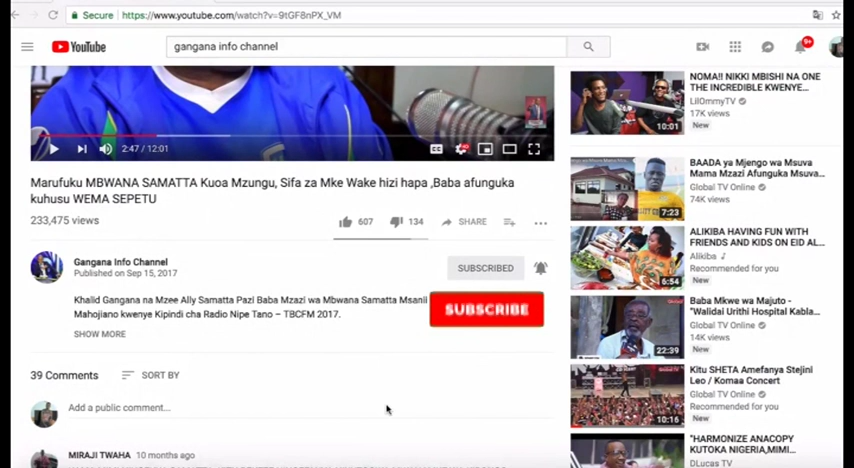 Secure https://www.youtube.com/watch?v=9tGF8nPX_VM
YouTube
gangana info channel
9+
2:47 / 12:01
Marufuku MBWANA SAMATTA Kuoa Mzungu, Sifa za Mke Wake hizi hapa ,Baba afunguka
kuhusu WEMA SEPETU
233,475 views
607 134 SHARE
Gangana Info Channel
Published on Sep 15, 2017
SUBSCRIBED
Khalid Gangana na Mzee Ally Samatta Pazi Baba Mzazi wa Mbwana Samatta Msanii
Mahojiano kwenye Kipindi cha Radio Nipe Tano – TBCFM 2017.
SUBSCRIBE
SHOW MORE
39 Comments SORT BY
Add a public comment...
MIRAJI TWAHA 10 months ago
10:01
NOMA!! NIKKI MBISHI NA ONE
THE INCREDIBLE KWENYE...
LilOmmyTV
17K views
New
7:23
BAADA ya Mjengo wa Msuva
Mama Mzazi Afunguka Msuva...
Global TV Online
74K views
6:54
ALIKIBA HAVING FUN WITH
FRIENDS AND KIDS ON EID AL...
Alikiba
Recommended for you
New
22:39
Baba Mkwe wa Majuto -
"Walidai Urithi Hospital Kabla...
Global TV Online
14K views
New
10:16
Kitu SHETA Amefanya Stejini
Leo / Komaa Concert
Global TV Online
Recommended for you
New
"HARMONIZE ANACOPY
KUTOKA NIGERIA,MIMI...
DLucas TV